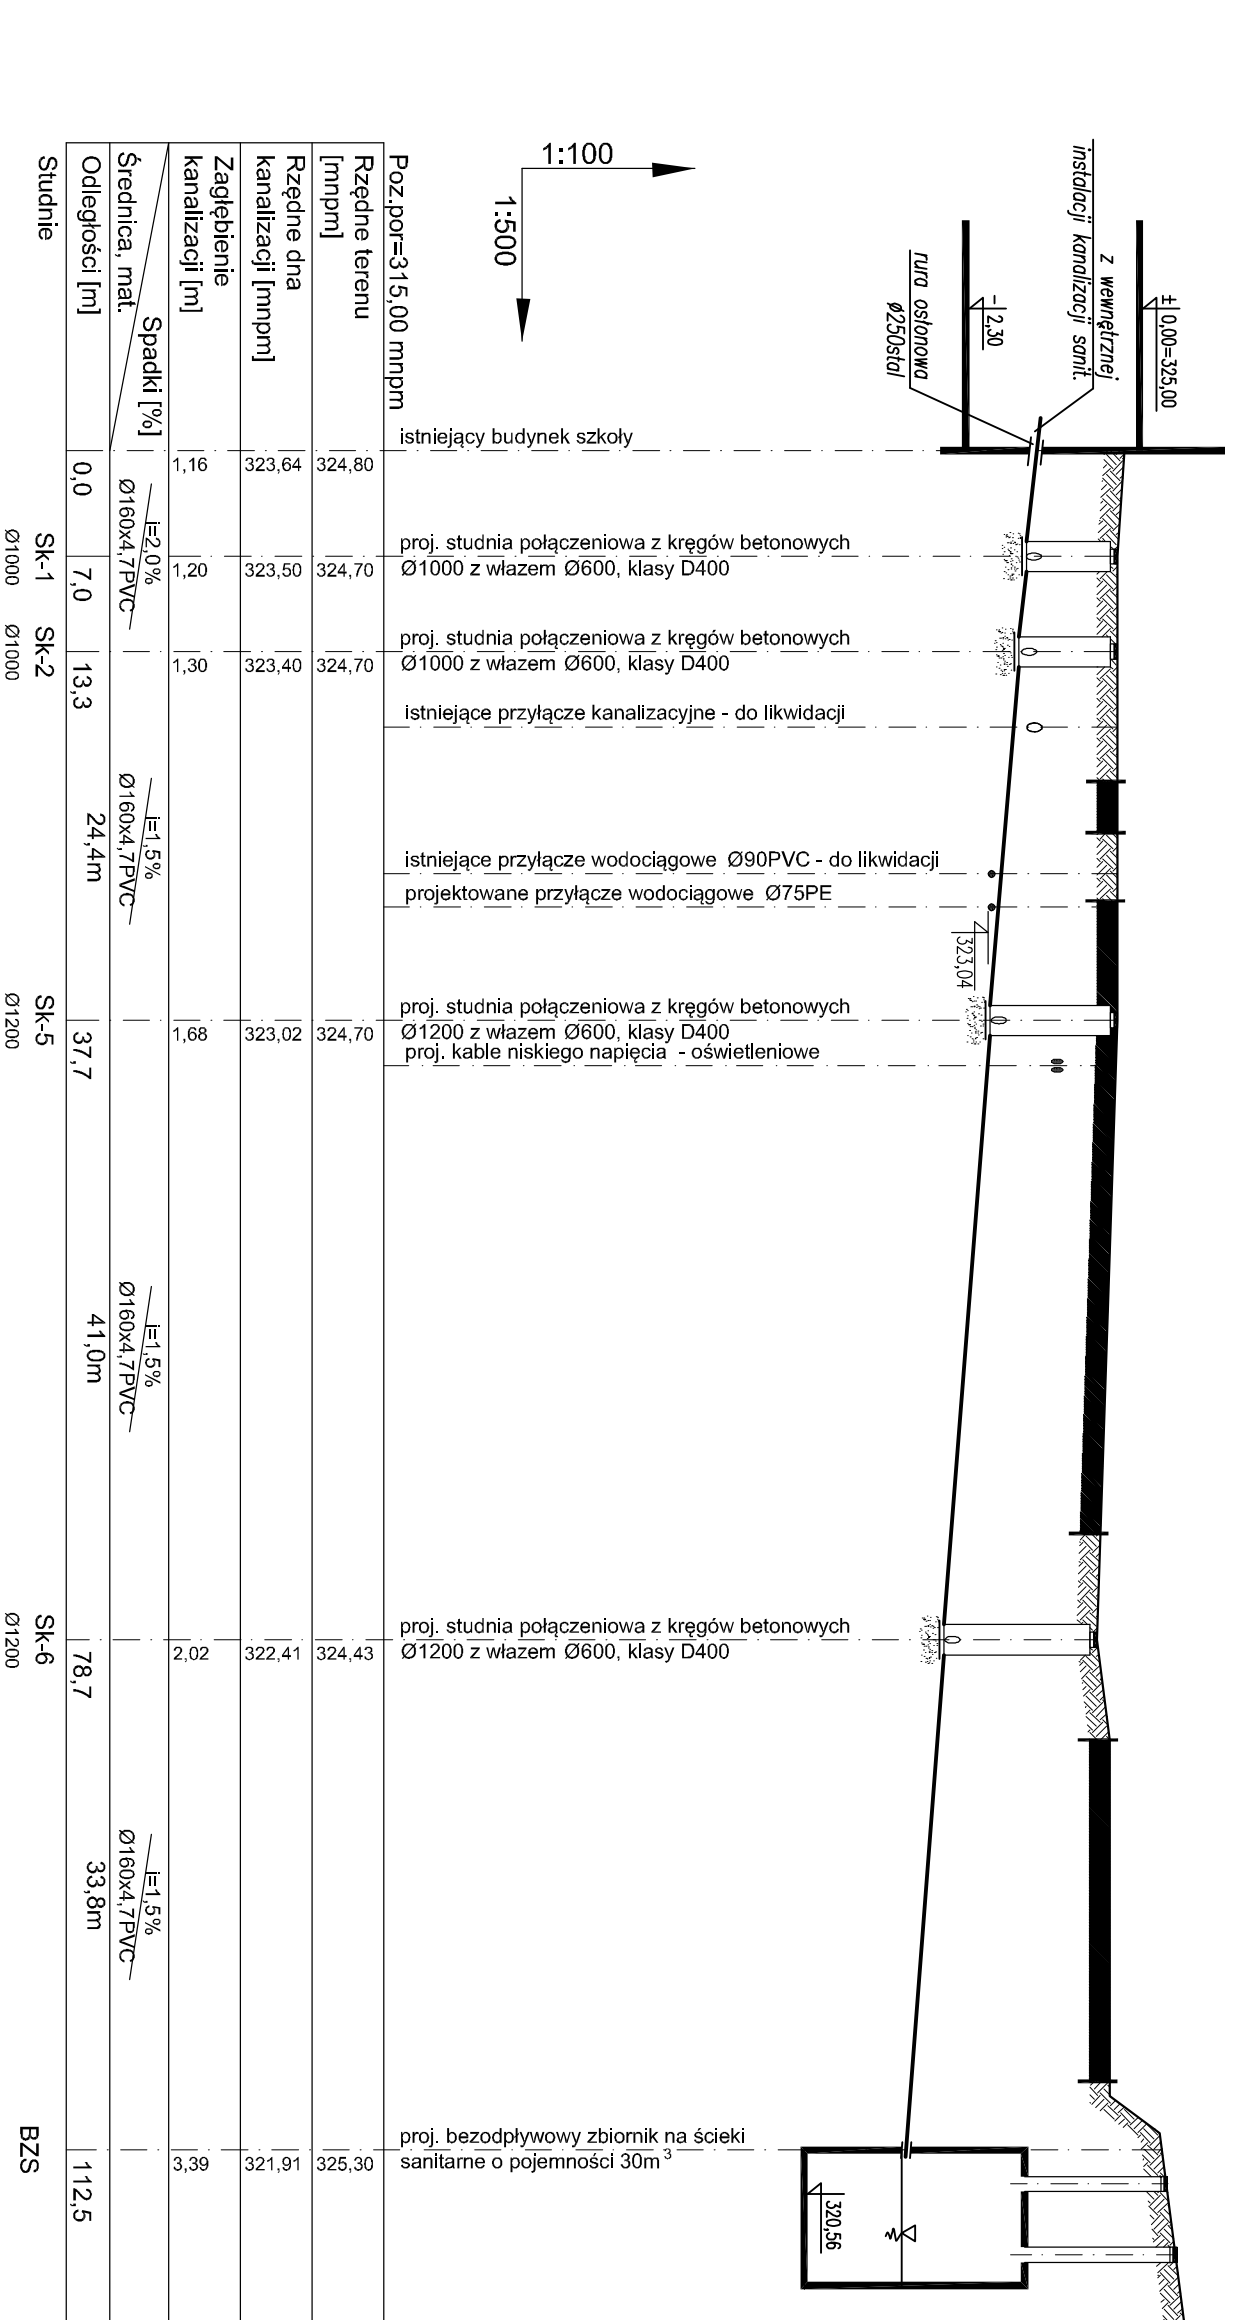 z wewnętrznej
instalacji kanalizacji sanit.
± 0,00=325,00
- 2,30
rura osłonowa
ø250stal
1:100
1:500
Poz.por=315,00 mnpm
Rzędne terenu
[mnpm]
Rzędne dna
kanalizacji [mnpm]
Zagłębienie
kanalizacji [m]
Spadki [%]
Średnica, mat.
Odległości [m]
Studnie
istniejący budynek szkoły
324,80
323,64
1,16
0,0
i=2,0%
Ø160x4,7PVC
proj. studnia połączeniowa z kręgów betonowych
Ø1000 z włazem Ø600, klasy D400
324,70
323,50
1,20
7,0
Sk-1
Ø1000
proj. studnia połączeniowa z kręgów betonowych
Ø1000 z włazem Ø600, klasy D400
324,70
323,40
1,30
13,3
Sk-2
Ø1000
istniejące przyłącze kanalizacyjne - do likwidacji
i=1,5%
Ø160x4,7PVC
24,4m
istniejące przyłącze wodociągowe Ø90PVC - do likwidacji
projektowane przyłącze wodociągowe Ø75PE
323,04
proj. studnia połączeniowa z kręgów betonowych
Ø1200 z włazem Ø600, klasy D400
324,70
323,02
1,68
37,7
Sk-5
Ø1200
proj. kable niskiego napięcia - oświetleniowe
i=1,5%
Ø160x4,7PVC
41,0m
proj. studnia połączeniowa z kręgów betonowych
Ø1200 z włazem Ø600, klasy D400
324,43
322,41
2,02
78,7
Sk-6
Ø1200
i=1,5%
Ø160x4,7PVC
33,8m
proj. bezodpływowy zbiornik na ścieki
sanitarne o pojemności 30m³
325,30
321,91
3,39
112,5
BZS
320,56